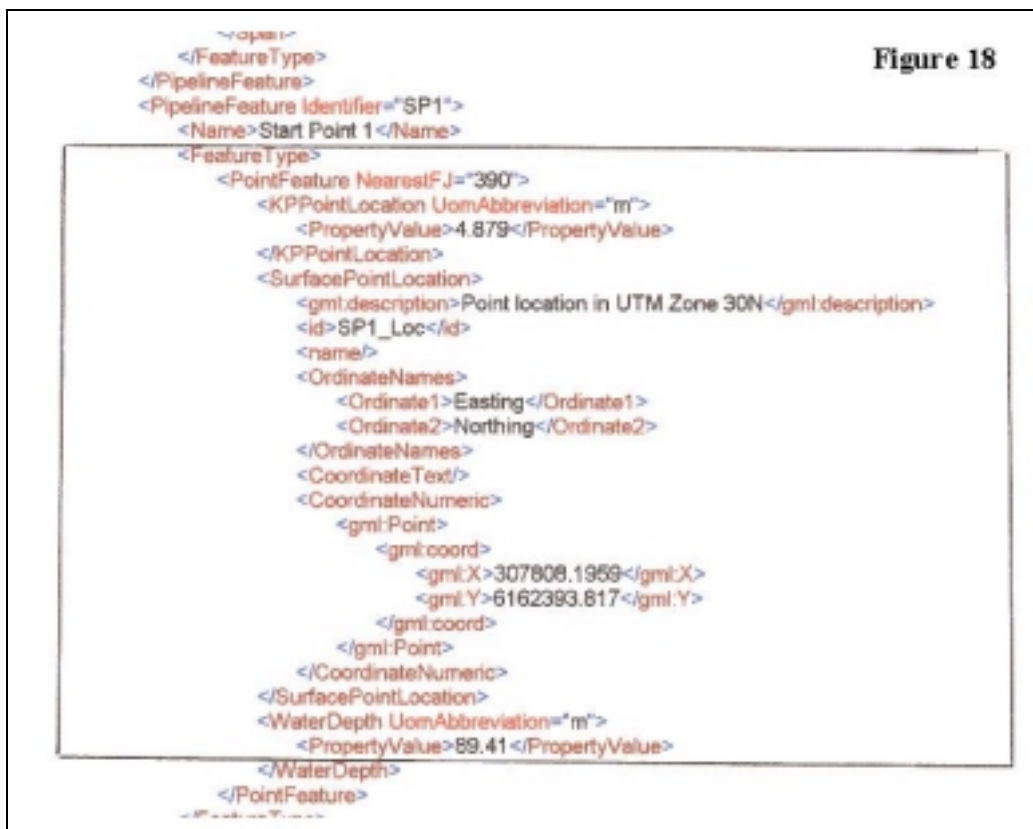 </Span>
</FeatureType>
Figure 18
</PipelineFeature>
<PipelineFeature Identifier="SP1">
<Name>Start Point 1</Name>
<FeatureType>
<PointFeature NearestFJ="390">
<KPPointLocation UomAbbreviation="m">
<PropertyValue>4.879</PropertyValue>
</KPPointLocation>
<SurfacePointLocation>
<gml:description>Point location in UTM Zone 30N</gml:description>
<id>SP1_Loc</id>
<name/>
<OrdinateNames>
<Ordinate1>Easting</Ordinate1>
<Ordinate2>Northing</Ordinate2>
</OrdinateNames>
<CoordinateText/>
<CoordinateNumeric>
<gml:Point>
<gml:coord>
<gml:X>307808.1959</gml:X>
<gml:Y>6162393.817</gml:Y>
</gml:coord>
</gml:Point>
</CoordinateNumeric>
</SurfacePointLocation>
<WaterDepth UomAbbreviation="m">
<PropertyValue>89.41</PropertyValue>
</WaterDepth>
</PointFeature>
</FeatureType>